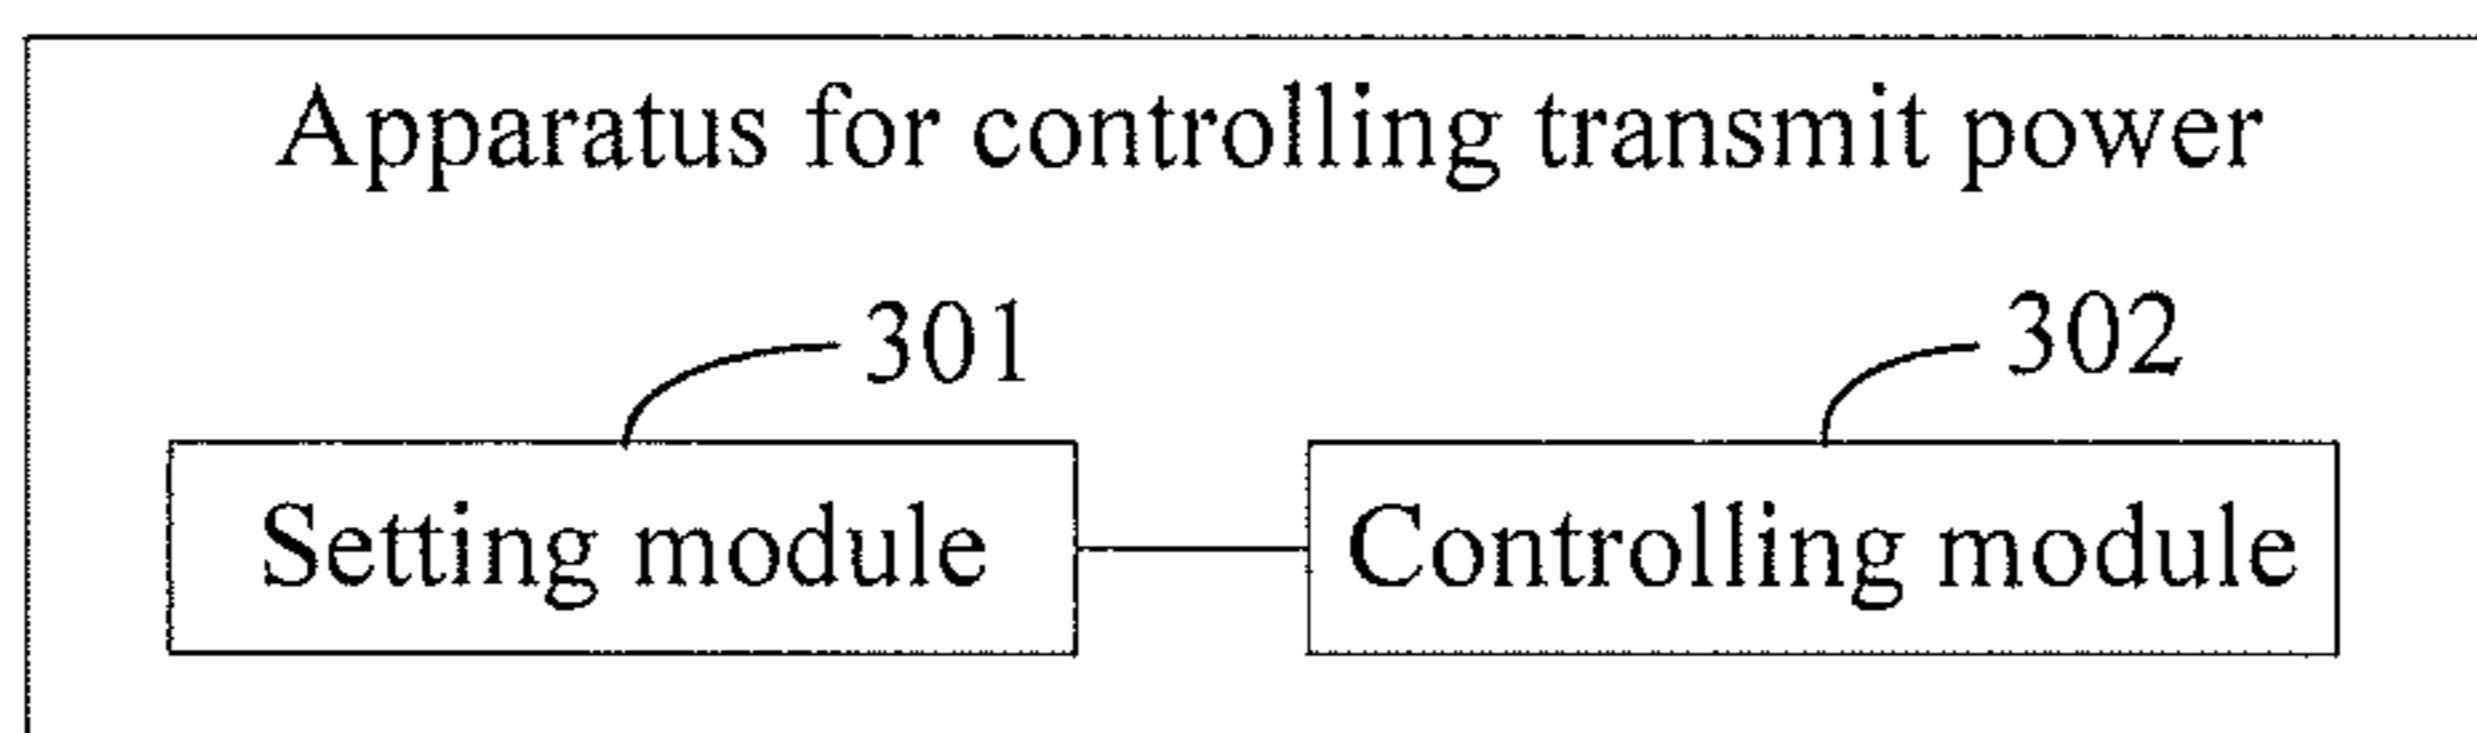 Apparatus for controlling transmit power
301
302
Setting module
Controlling module